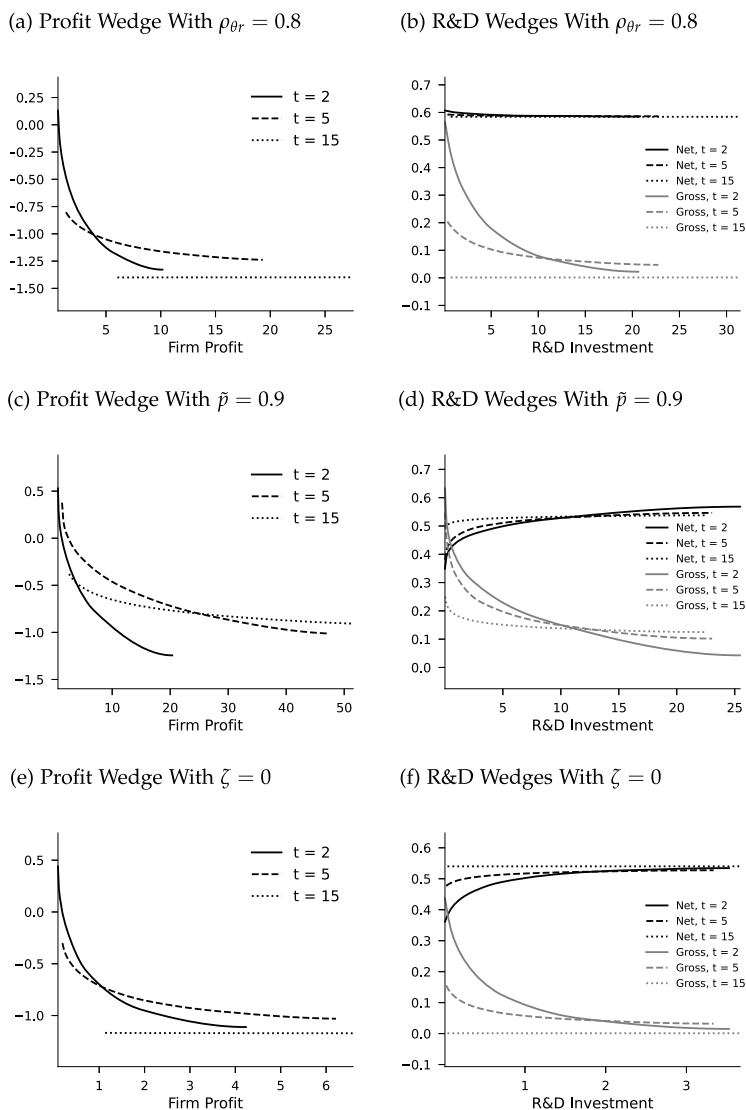 (a) Profit Wedge With ρ_θr = 0.8
0.25
0.00
−0.25
−0.50
−0.75
−1.00
−1.25
−1.50
t = 2
t = 5
t = 15
5 10 15 20 25
Firm Profit
(b) R&D Wedges With ρ_θr = 0.8
0.7
0.6
0.5
0.4
0.3
0.2
0.1
0.0
−0.1
Net, t = 2
Net, t = 5
Net, t = 15
Gross, t = 2
Gross, t = 5
Gross, t = 15
5 10 15 20 25 30
R&D Investment
(c) Profit Wedge With p̃ = 0.9
0.5
0.0
−0.5
−1.0
−1.5
t = 2
t = 5
t = 15
10 20 30 40 50
Firm Profit
(d) R&D Wedges With p̃ = 0.9
0.7
0.6
0.5
0.4
0.3
0.2
0.1
0.0
Net, t = 2
Net, t = 5
Net, t = 15
Gross, t = 2
Gross, t = 5
Gross, t = 15
5 10 15 20 25
R&D Investment
(e) Profit Wedge With ζ = 0
0.5
0.0
−0.5
−1.0
t = 2
t = 5
t = 15
1 2 3 4 5 6
Firm Profit
(f) R&D Wedges With ζ = 0
0.6
0.5
0.4
0.3
0.2
0.1
0.0
−0.1
Net, t = 2
Net, t = 5
Net, t = 15
Gross, t = 2
Gross, t = 5
Gross, t = 15
1 2 3
R&D Investment